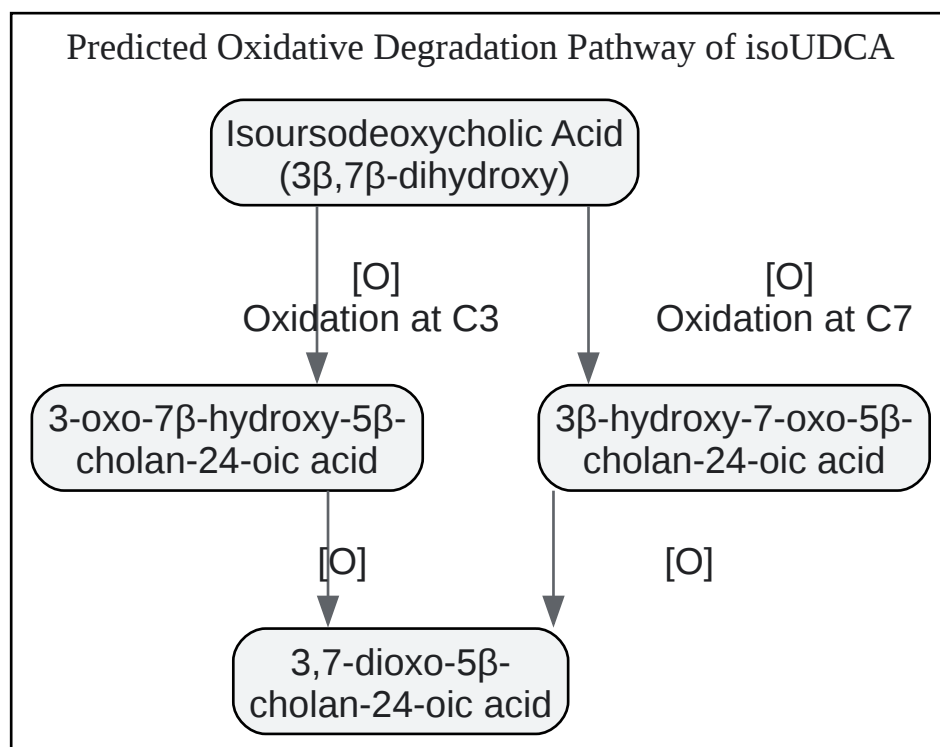 Predicted Oxidative Degradation Pathway of isoUDCA
Isoursodeoxycholic Acid
(3β,7β-dihydroxy)
[O]
Oxidation at C3
[O]
Oxidation at C7
3-oxo-7β-hydroxy-5β-
cholan-24-oic acid
3β-hydroxy-7-oxo-5β-
cholan-24-oic acid
[O]
[O]
3,7-dioxo-5β-
cholan-24-oic acid